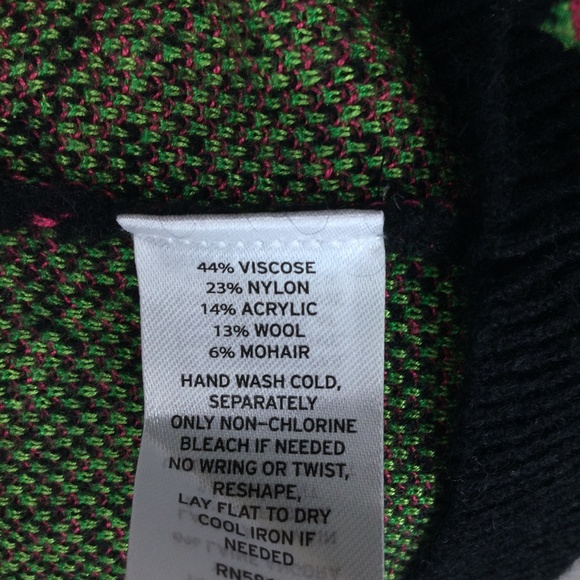 44% VISCOSE
23% NYLON
14% ACRYLIC
13% WOOL
6% MOHAIR
HAND WASH COLD,
SEPARATELY
ONLY NON-CHLORINE
BLEACH IF NEEDED
NO WRING OR TWIST,
RESHAPE,
LAY FLAT TO DRY
COOL IRON IF
NEEDED